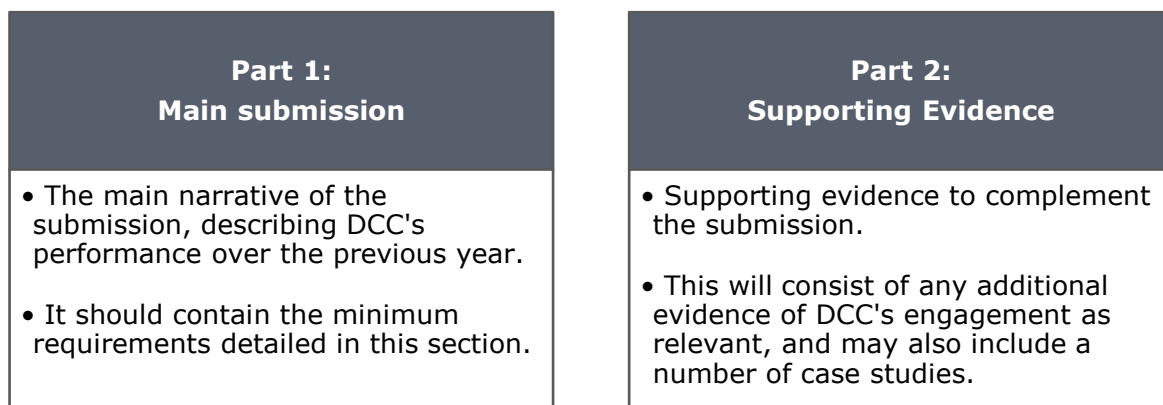 Part 1:
Main submission
• The main narrative of the
submission, describing DCC's
performance over the previous year.
• It should contain the minimum
requirements detailed in this section.
Part 2:
Supporting Evidence
• Supporting evidence to complement
the submission.
• This will consist of any additional
evidence of DCC's engagement as
relevant, and may also include a
number of case studies.